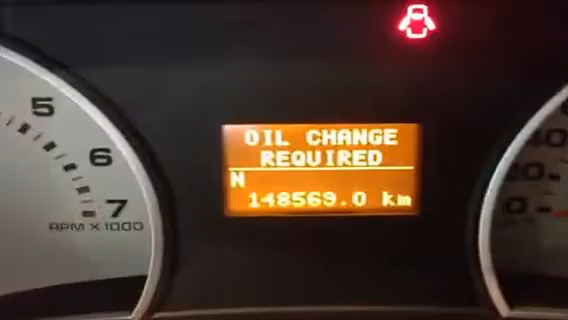 5
6
7
RPM X 1000
OIL CHANGE
REQUIRED
N
148569.0 km